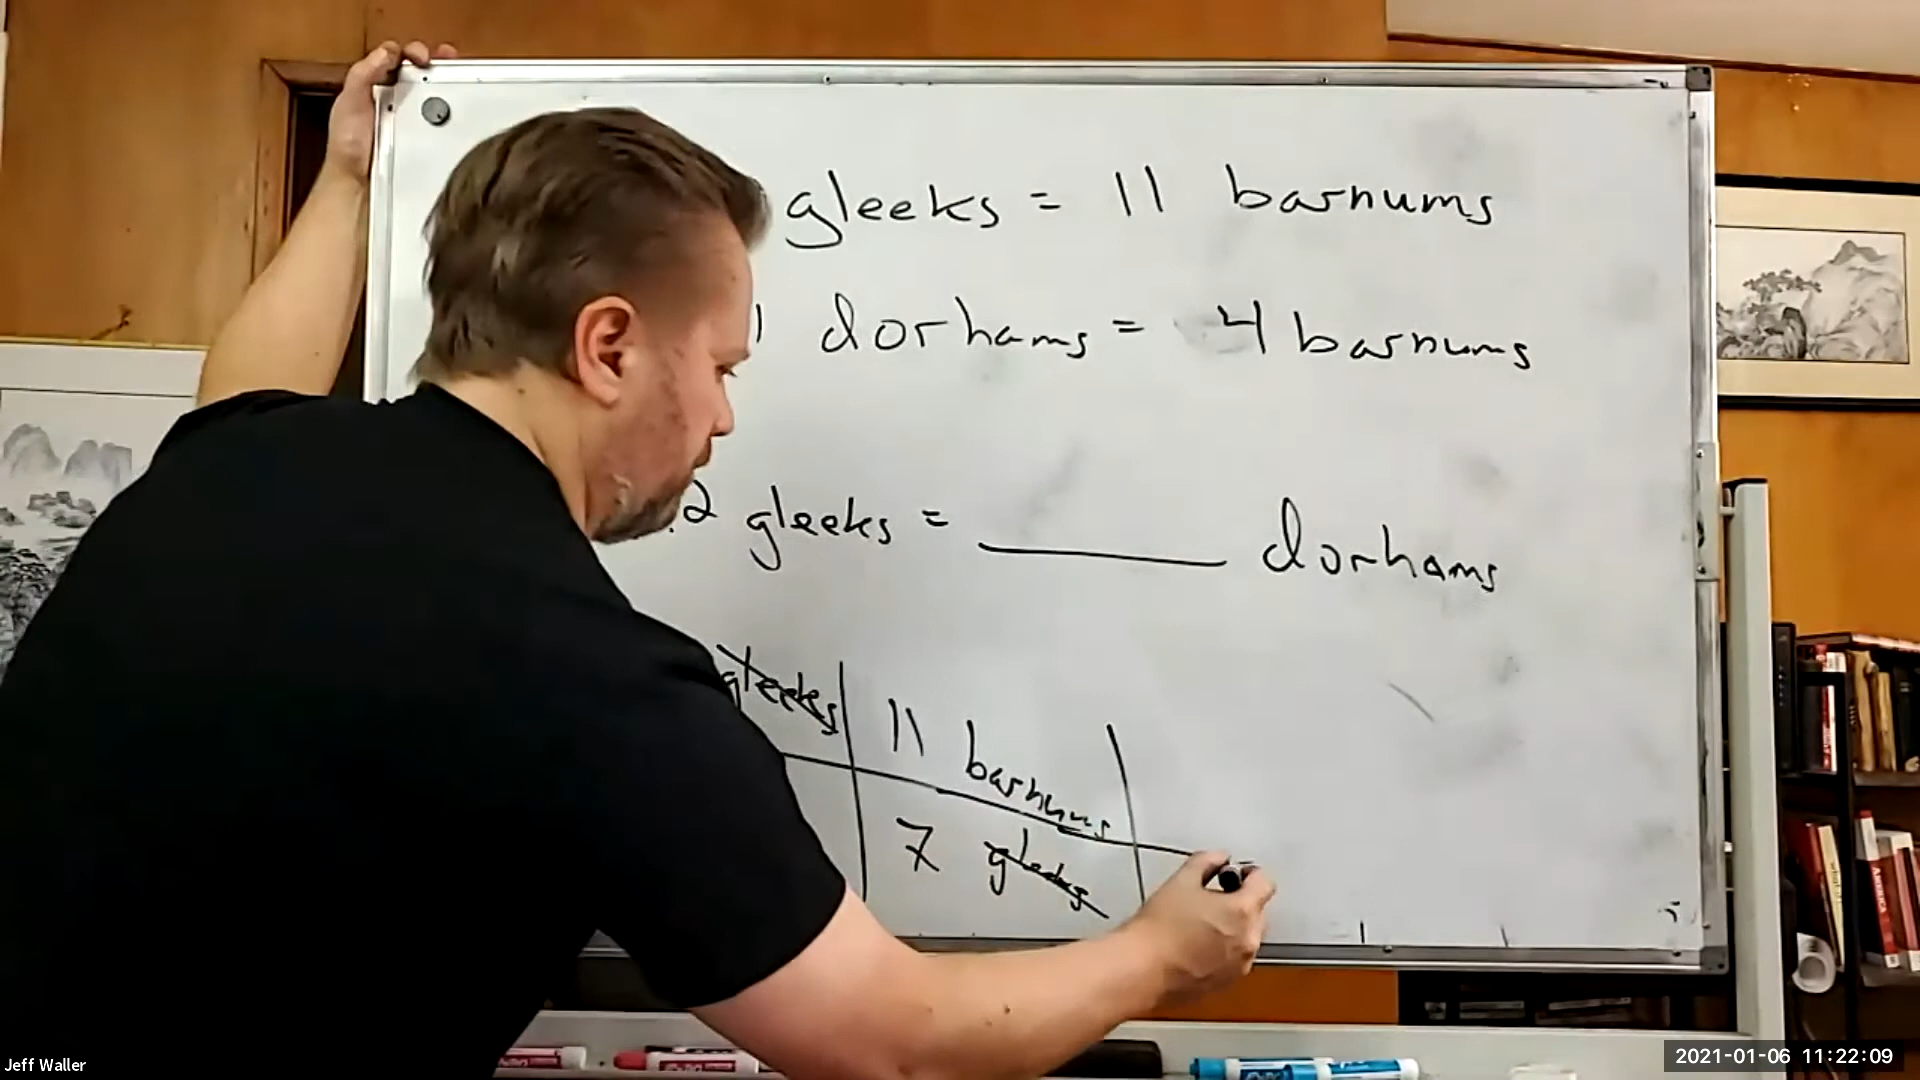 gleeks = 11 barnums
1 dorhams = 4 barnums
.2 gleeks = ______ dorhams
gleeks 11 barnums
7 gleeks
Jeff Waller
2021-01-06 11:22:09